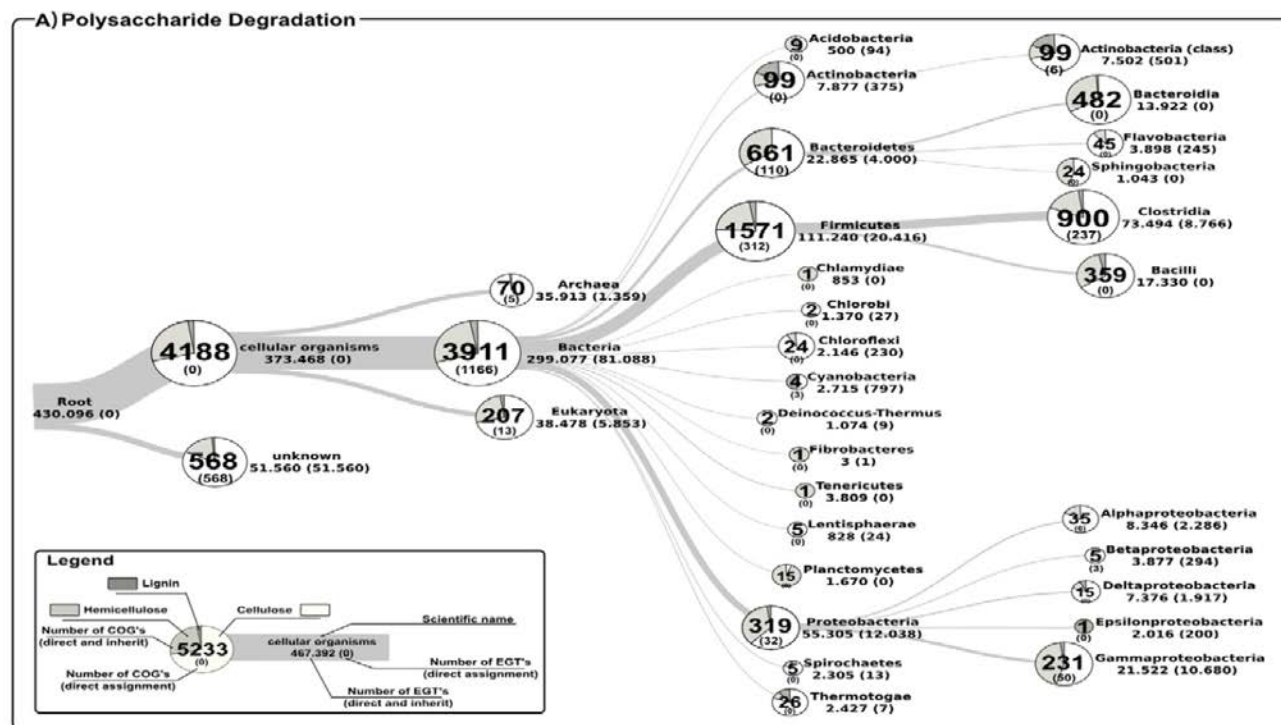 A) Polysaccharide Degradation
Root
430.096 (0)
4188
(0)
cellular organisms
373.468 (0)
568
(568)
unknown
51.560 (51.560)
70
(5)
Archaea
35.913 (1.359)
3911
(1166)
Bacteria
299.077 (81.088)
207
(13)
Eukaryota
38.478 (5.853)
9
(0)
Acidobacteria
500 (94)
99
(0)
Actinobacteria
7.877 (375)
661
(110)
Bacteroidetes
22.865 (4.000)
1571
(312)
Firmicutes
111.240 (20.416)
1
(0)
Chlamydiae
853 (0)
2
(0)
Chlorobi
1.370 (27)
24
(0)
Chloroflexi
2.146 (230)
4
(3)
Cyanobacteria
2.715 (797)
2
(0)
Deinococcus-Thermus
1.074 (9)
1
(0)
Fibrobacteres
3 (1)
1
(0)
Tenericutes
3.809 (0)
5
(0)
Lentisphaerae
828 (24)
15
Planctomycetes
1.670 (0)
319
(32)
Proteobacteria
55.305 (12.038)
5
(0)
Spirochaetes
2.305 (13)
26
(0)
Thermotogae
2.427 (7)
99
(6)
Actinobacteria (class)
7.502 (501)
482
(0)
Bacteroidia
13.922 (0)
45
(0)
Flavobacteria
3.898 (245)
24
(0)
Sphingobacteria
1.043 (0)
900
(237)
Clostridia
73.494 (8.766)
359
(0)
Bacilli
17.330 (0)
35
Alphaproteobacteria
8.346 (2.286)
5
(3)
Betaproteobacteria
3.877 (294)
15
Deltaproteobacteria
7.376 (1.917)
1
(0)
Epsilonproteobacteria
2.016 (200)
231
(50)
Gammaproteobacteria
21.522 (10.680)
Legend
Lignin
Hemicellulose
Cellulose
Number of COG's
(direct and inherit)
5233
(0)
Number of COG's
(direct assignment)
Scientific name
cellular organisms
467.392 (0)
Number of EGT's
(direct assignment)
Number of EGT's
(direct and inherit)